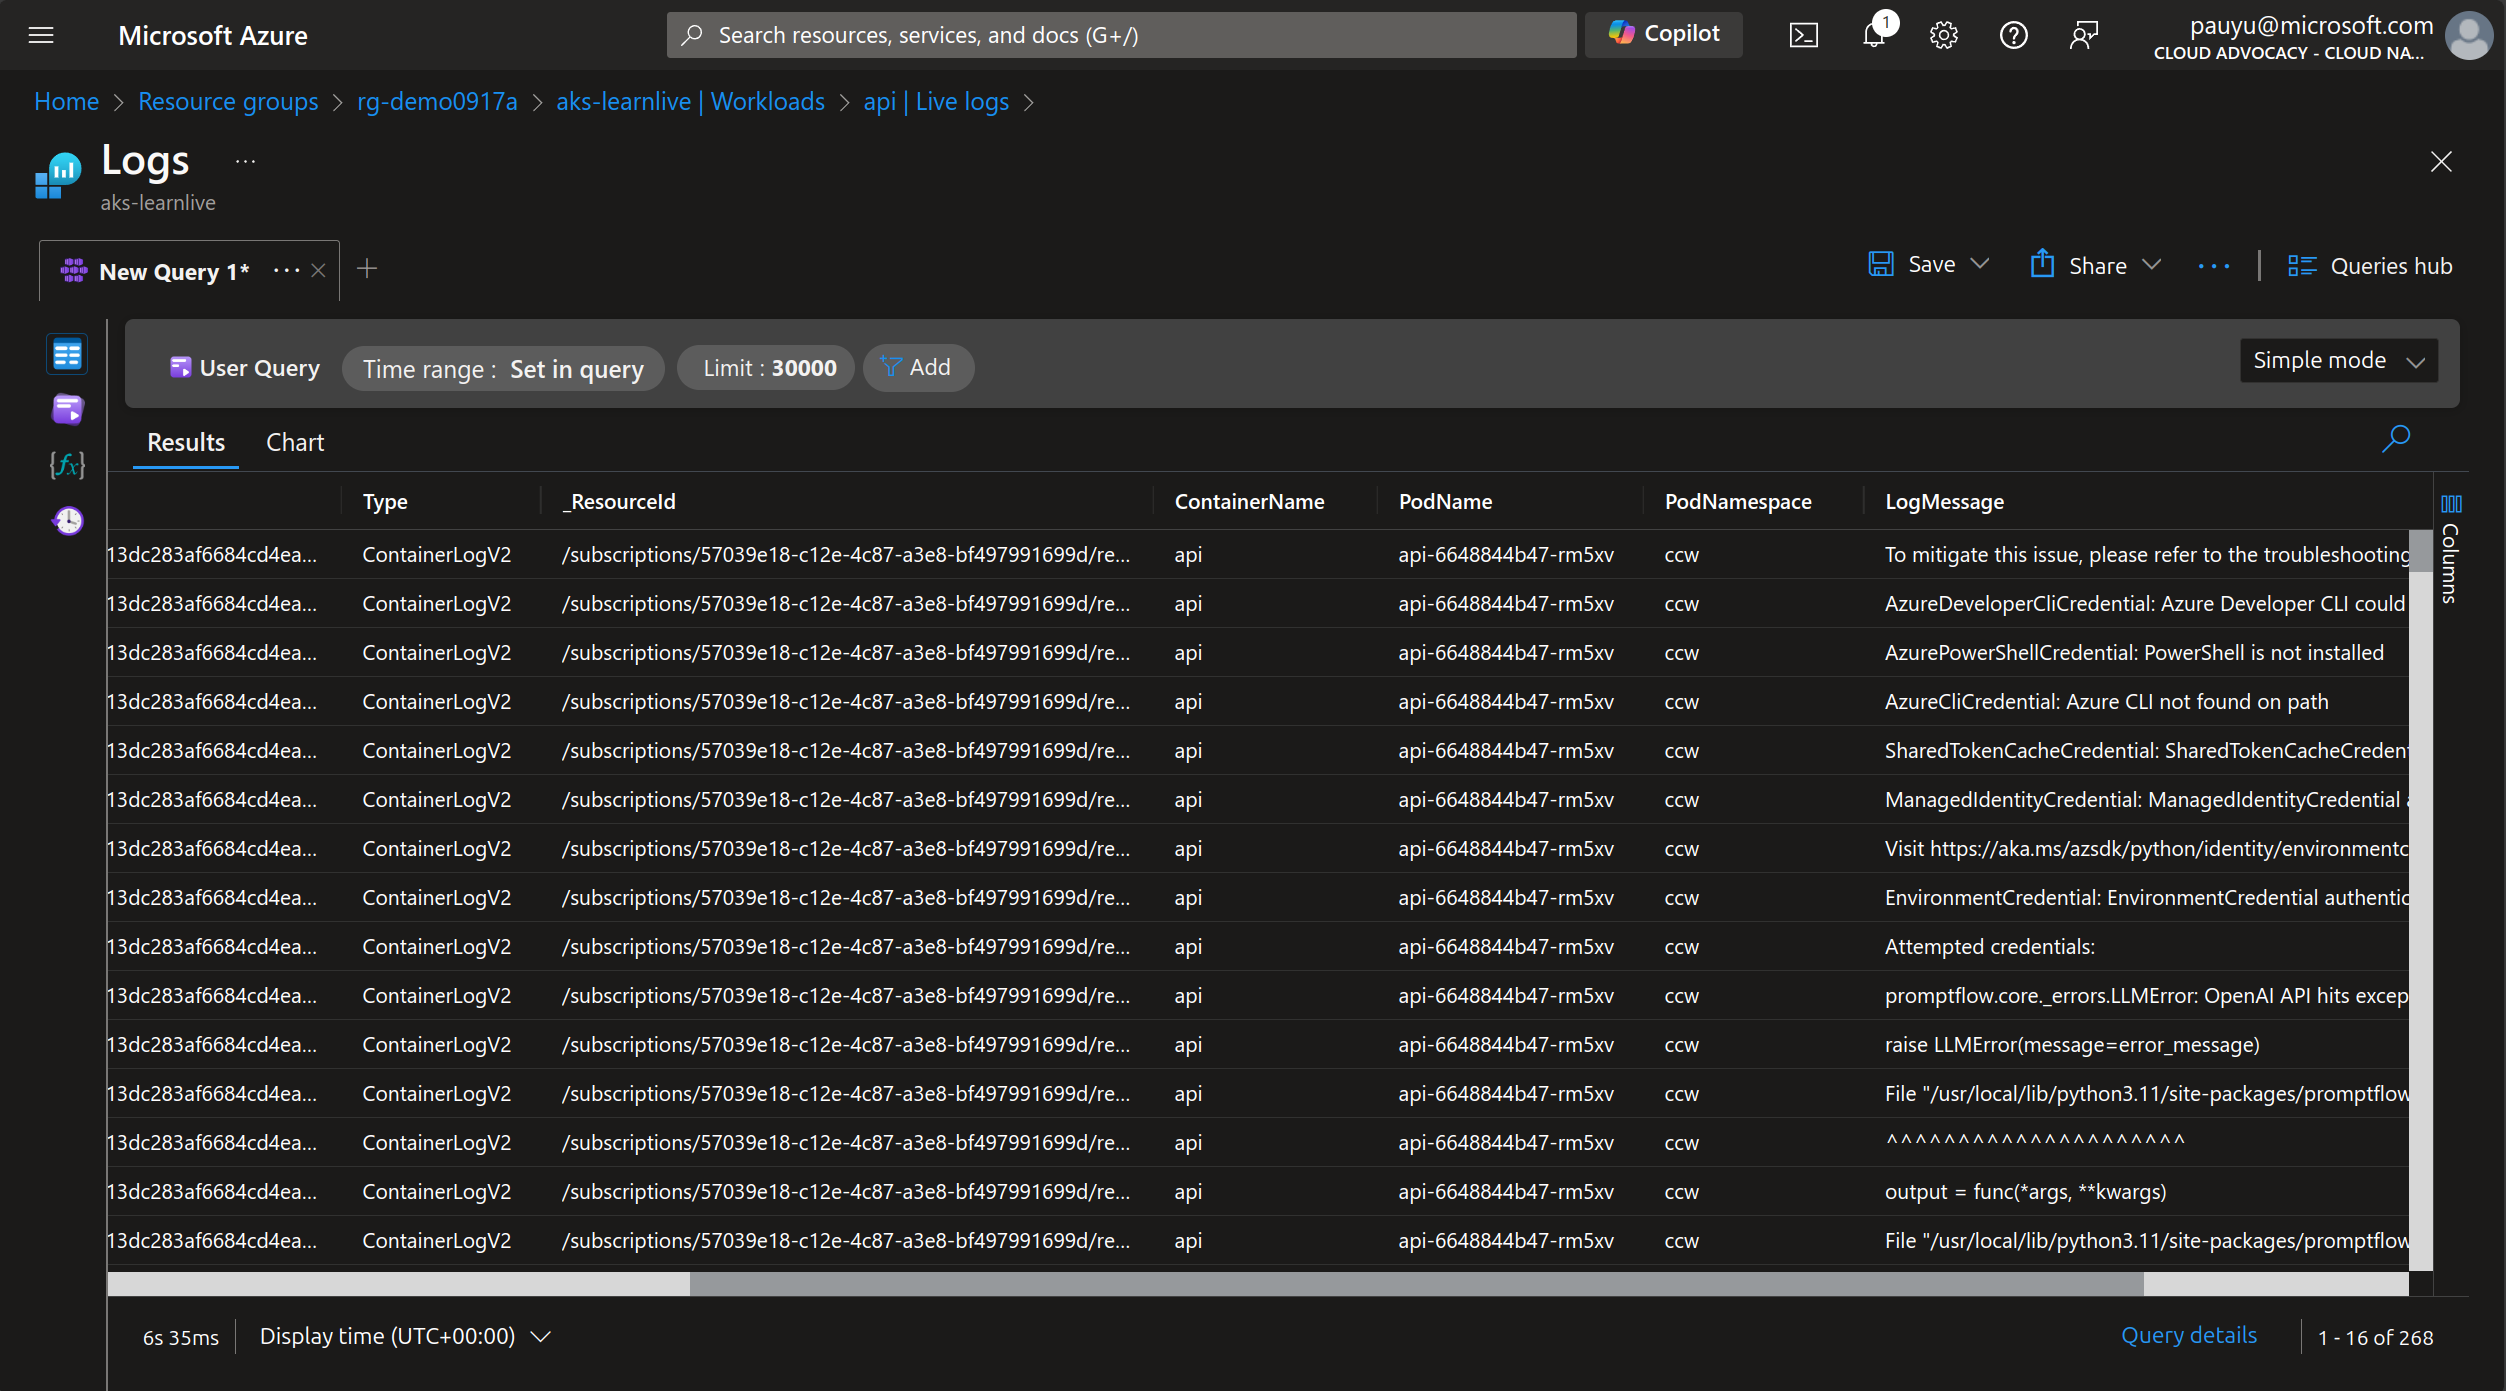 Microsoft Azure
Search resources, services, and docs (G+/)
Copilot
1
pauyu@microsoft.com
CLOUD ADVOCACY - CLOUD NA...
Home > Resource groups > rg-demo0917a > aks-learnlive | Workloads > api | Live logs >
Logs ...
aks-learnlive
New Query 1* ...
Save
Share
...
Queries hub
User Query
Time range : Set in query
Limit : 30000
Add
Simple mode
Results
Chart
{fx}
Type _ResourceId ContainerName PodName PodNamespace LogMessage
Columns
13dc283af6684cd4ea... ContainerLogV2 /subscriptions/57039e18-c12e-4c87-a3e8-bf497991699d/re... api api-6648844b47-rm5xv ccw To mitigate this issue, please refer to the troubleshooting
13dc283af6684cd4ea... ContainerLogV2 /subscriptions/57039e18-c12e-4c87-a3e8-bf497991699d/re... api api-6648844b47-rm5xv ccw AzureDeveloperCliCredential: Azure Developer CLI could
13dc283af6684cd4ea... ContainerLogV2 /subscriptions/57039e18-c12e-4c87-a3e8-bf497991699d/re... api api-6648844b47-rm5xv ccw AzurePowerShellCredential: PowerShell is not installed
13dc283af6684cd4ea... ContainerLogV2 /subscriptions/57039e18-c12e-4c87-a3e8-bf497991699d/re... api api-6648844b47-rm5xv ccw AzureCliCredential: Azure CLI not found on path
13dc283af6684cd4ea... ContainerLogV2 /subscriptions/57039e18-c12e-4c87-a3e8-bf497991699d/re... api api-6648844b47-rm5xv ccw SharedTokenCacheCredential: SharedTokenCacheCreden
13dc283af6684cd4ea... ContainerLogV2 /subscriptions/57039e18-c12e-4c87-a3e8-bf497991699d/re... api api-6648844b47-rm5xv ccw ManagedIdentityCredential: ManagedIdentityCredential
13dc283af6684cd4ea... ContainerLogV2 /subscriptions/57039e18-c12e-4c87-a3e8-bf497991699d/re... api api-6648844b47-rm5xv ccw Visit https://aka.ms/azsdk/python/identity/environmentc
13dc283af6684cd4ea... ContainerLogV2 /subscriptions/57039e18-c12e-4c87-a3e8-bf497991699d/re... api api-6648844b47-rm5xv ccw EnvironmentCredential: EnvironmentCredential authentic
13dc283af6684cd4ea... ContainerLogV2 /subscriptions/57039e18-c12e-4c87-a3e8-bf497991699d/re... api api-6648844b47-rm5xv ccw Attempted credentials:
13dc283af6684cd4ea... ContainerLogV2 /subscriptions/57039e18-c12e-4c87-a3e8-bf497991699d/re... api api-6648844b47-rm5xv ccw promptflow.core._errors.LLMError: OpenAI API hits excep
13dc283af6684cd4ea... ContainerLogV2 /subscriptions/57039e18-c12e-4c87-a3e8-bf497991699d/re... api api-6648844b47-rm5xv ccw raise LLMError(message=error_message)
13dc283af6684cd4ea... ContainerLogV2 /subscriptions/57039e18-c12e-4c87-a3e8-bf497991699d/re... api api-6648844b47-rm5xv ccw File "/usr/local/lib/python3.11/site-packages/promptflow
13dc283af6684cd4ea... ContainerLogV2 /subscriptions/57039e18-c12e-4c87-a3e8-bf497991699d/re... api api-6648844b47-rm5xv ccw ^^^^^^^^^^^^^^^^^^^^^
13dc283af6684cd4ea... ContainerLogV2 /subscriptions/57039e18-c12e-4c87-a3e8-bf497991699d/re... api api-6648844b47-rm5xv ccw output = func(*args, **kwargs)
13dc283af6684cd4ea... ContainerLogV2 /subscriptions/57039e18-c12e-4c87-a3e8-bf497991699d/re... api api-6648844b47-rm5xv ccw File "/usr/local/lib/python3.11/site-packages/promptflow
6s 35ms
Display time (UTC+00:00)
Query details
1 - 16 of 268